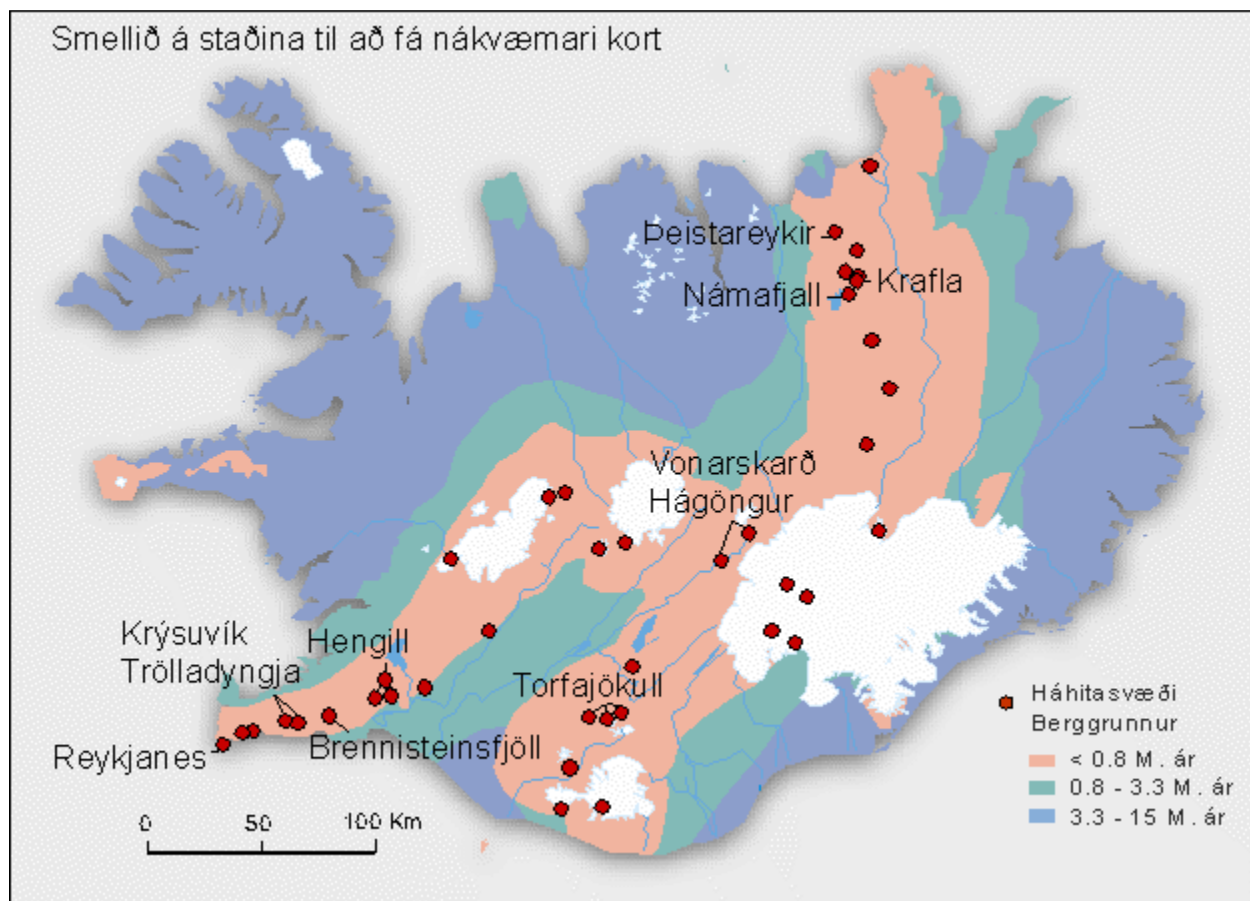 Smellið á staðina til að fá nákvæmari kort
Þeistareykir
Krafla
Námafjall
Vonarskarð
Hágöngur
Krýsuvík
Trölladyngja
Hengill
Torfajökull
Brennisteinsfjöll
Reykjanes
0 50 100 Km
Háhitasvæði
Berggrunnur
< 0.8 M. ár
0.8 - 3.3 M. ár
3.3 - 15 M. ár